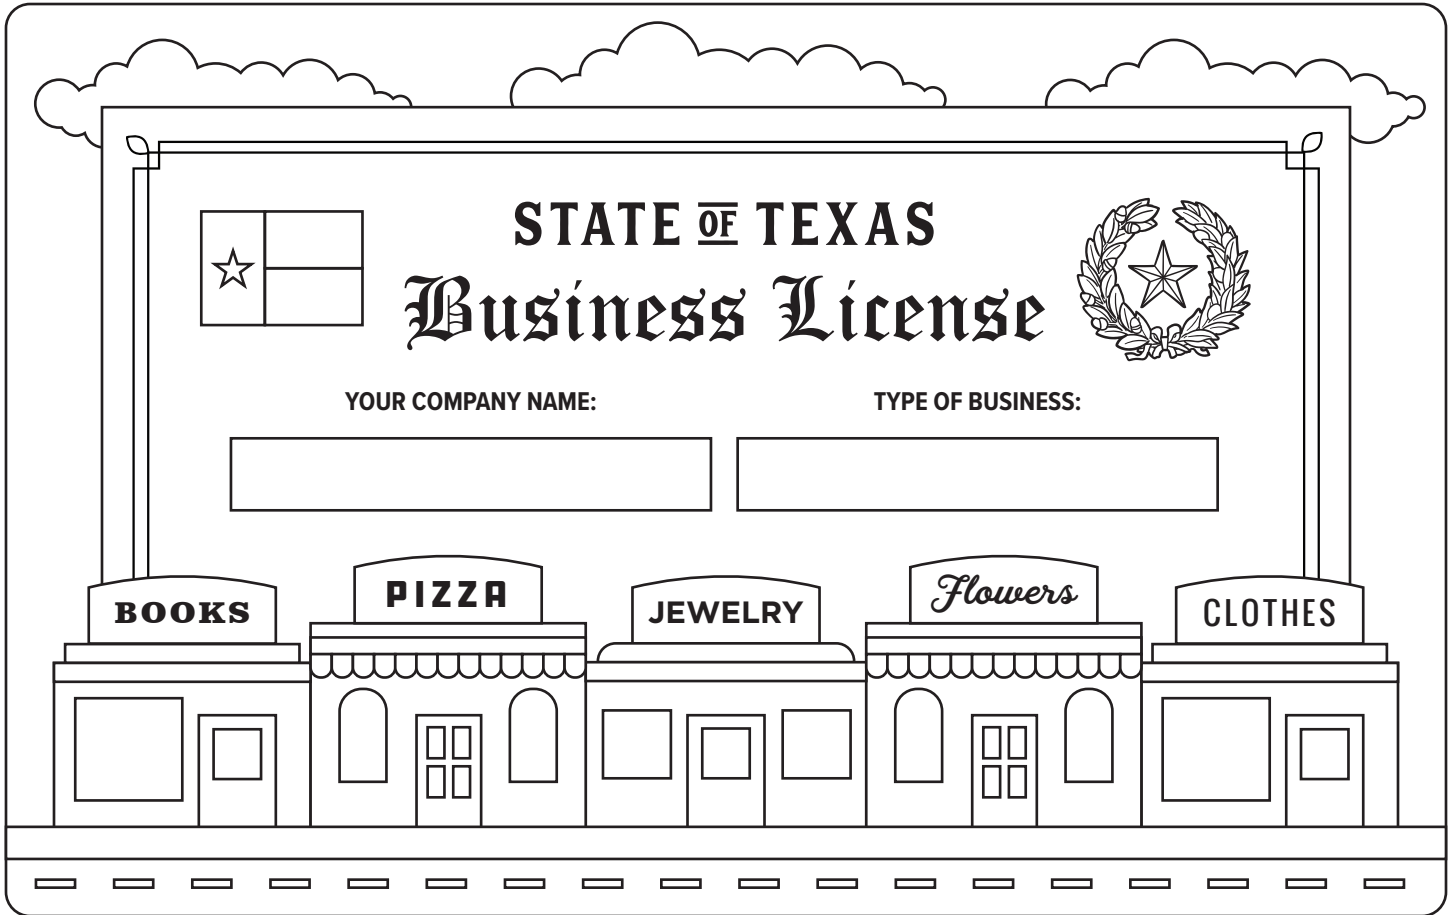 STATE OF TEXAS
Business License
YOUR COMPANY NAME:
TYPE OF BUSINESS:
BOOKS
PIZZA
JEWELRY
Flowers
CLOTHES